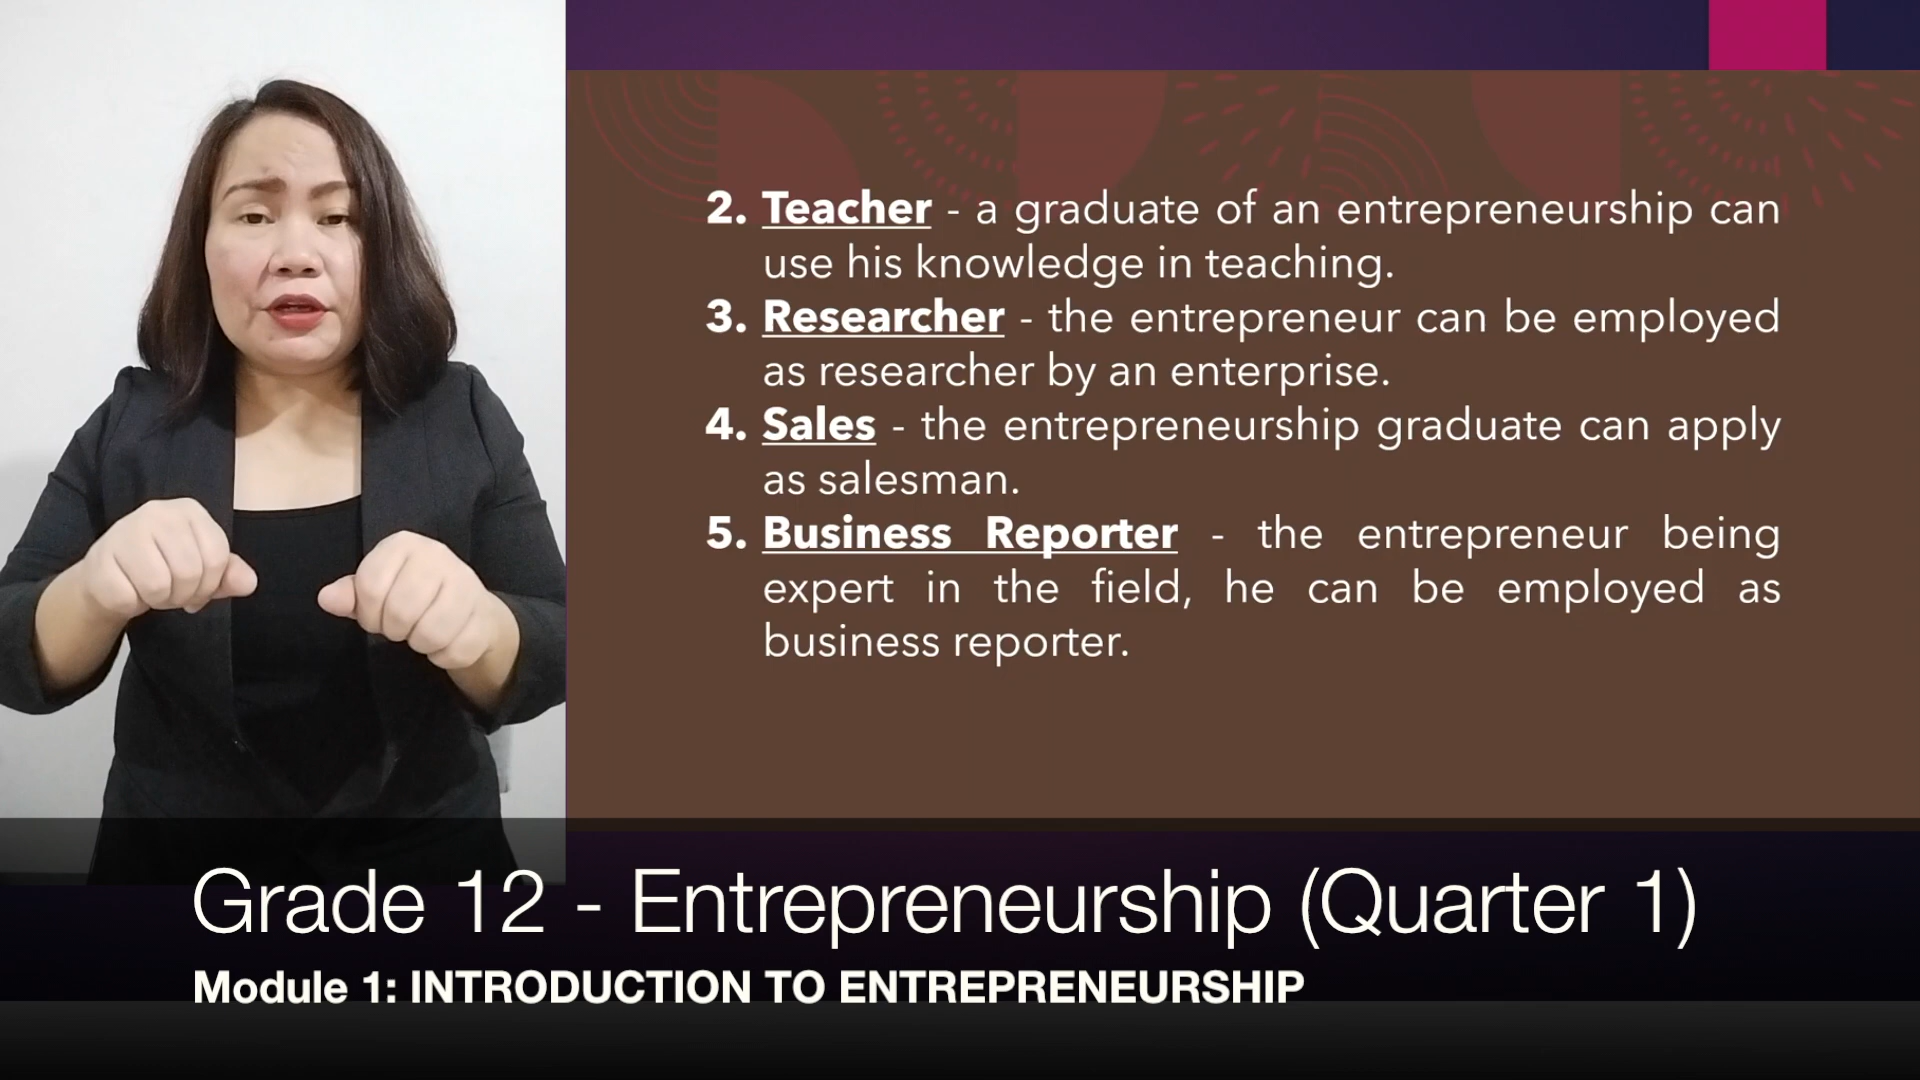 2. Teacher - a graduate of an entrepreneurship can
use his knowledge in teaching.
3. Researcher - the entrepreneur can be employed
as researcher by an enterprise.
4. Sales - the entrepreneurship graduate can apply
as salesman.
5. Business Reporter - the entrepreneur being
expert in the field, he can be employed as
business reporter.
Grade 12 - Entrepreneurship (Quarter 1)
Module 1: INTRODUCTION TO ENTREPRENEURSHIP